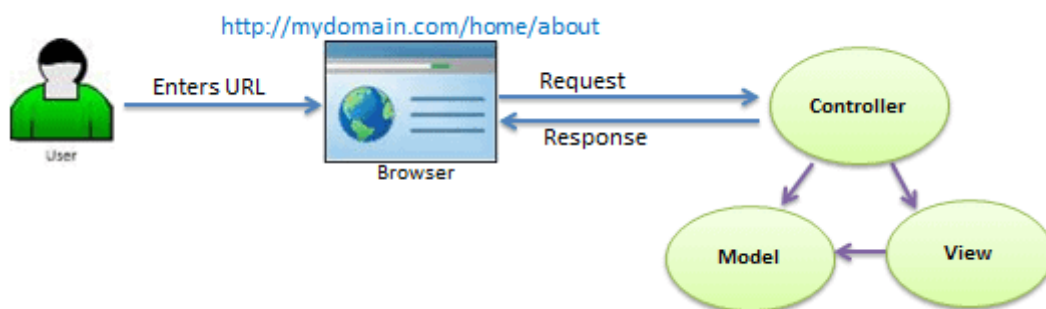 http://mydomain.com/home/about
Enters URL
Request
Response
Controller
User
Browser
Model
View